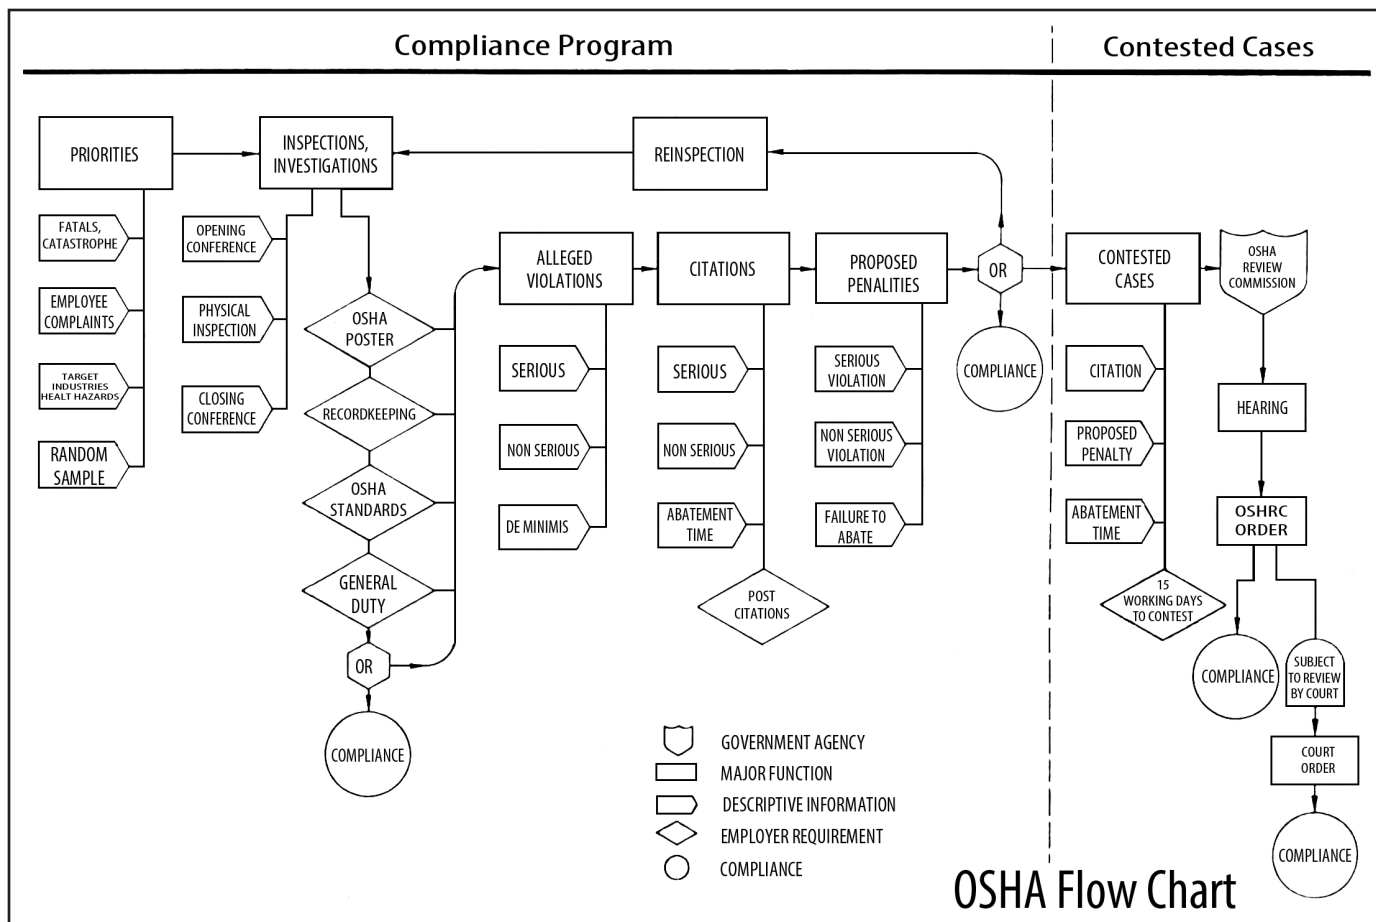 Compliance Program
Contested Cases
PRIORITIES
INSPECTIONS,
INVESTIGATIONS
REINSPECTION
FATALS,
CATASTROPHE
EMPLOYEE
COMPLAINTS
TARGET
INDUSTRIES
HEALT HAZARDS
RANDOM
SAMPLE
OPENING
CONFERENCE
PHYSICAL
INSPECTION
CLOSING
CONFERENCE
OSHA
POSTER
RECORDKEEPING
OSHA
STANDARDS
GENERAL
DUTY
OR
COMPLIANCE
ALLEGED
VIOLATIONS
SERIOUS
NON SERIOUS
DE MINIMIS
CITATIONS
SERIOUS
NON SERIOUS
ABATEMENT
TIME
POST
CITATIONS
PROPOSED
PENALITIES
SERIOUS
VIOLATION
NON SERIOUS
VIOLATION
FAILURE TO
ABATE
OR
COMPLIANCE
CONTESTED
CASES
CITATION
PROPOSED
PENALTY
ABATEMENT
TIME
15
WORKING DAYS
TO CONTEST
OSHA
REVIEW
COMMISSION
HEARING
OSHRC
ORDER
COMPLIANCE
SUBJECT
TO REVIEW
BY COURT
COURT
ORDER
COMPLIANCE
GOVERNMENT AGENCY
MAJOR FUNCTION
DESCRIPTIVE INFORMATION
EMPLOYER REQUIREMENT
COMPLIANCE
OSHA Flow Chart